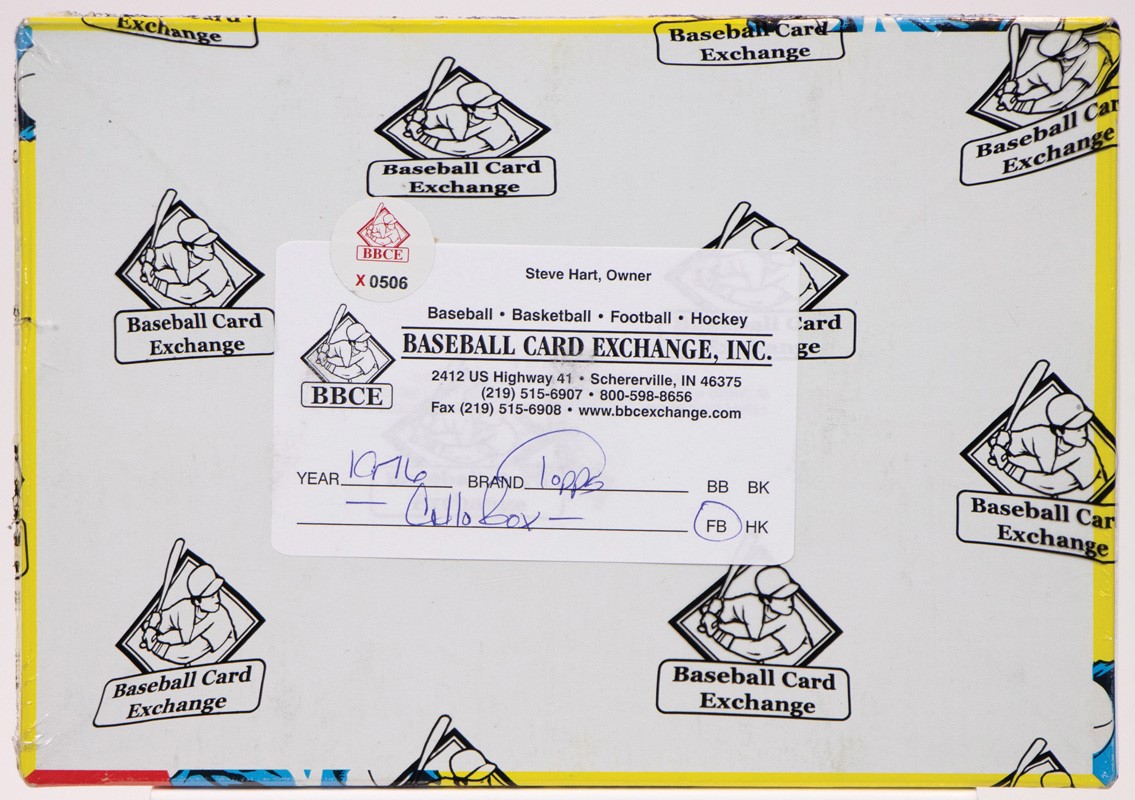 Exchange
Baseball Card
Exchange
Baseball Car
Exchange
Baseball Card
Exchange
BBCE
X 0506
Baseball Card
Exchange
Card
ge
Steve Hart, Owner
Baseball • Basketball • Football • Hockey
BASEBALL CARD EXCHANGE, INC.
2412 US Highway 41 • Schererville, IN 46375
(219) 515-6907 • 800-598-8656
Fax (219) 515-6908 • www.bbcexchange.com
BBCE
YEAR 1976 BRAND Topps BB BK
— Cello Box — FB HK
Baseball Car
Exchange
Baseball Card
Exchange
Baseball Card
Exchange